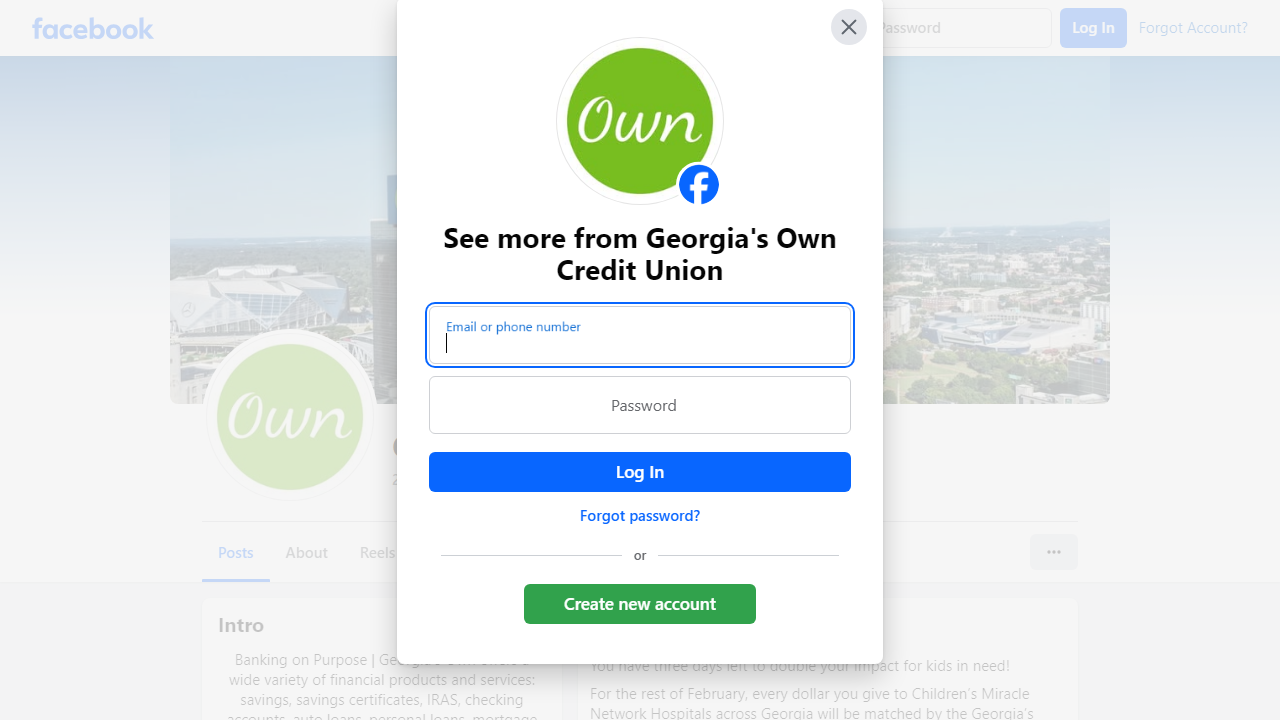 facebook
Password
Log In
Forgot Account?
Own
See more from Georgia's Own
Credit Union
Email or phone number
Password
Log In
Forgot password?
or
Create new account
Own
Posts
About
Reels
Intro
Banking on Purpose |
wide variety of financial products and services:
savings, savings certificates, IRAS, checking
accounts, auto loans, personal loans, mortgage
You have three days left to double your impact for kids in need!
For the rest of February, every dollar you give to Children's Miracle
Network Hospitals across Georgia will be matched by the Georgia's